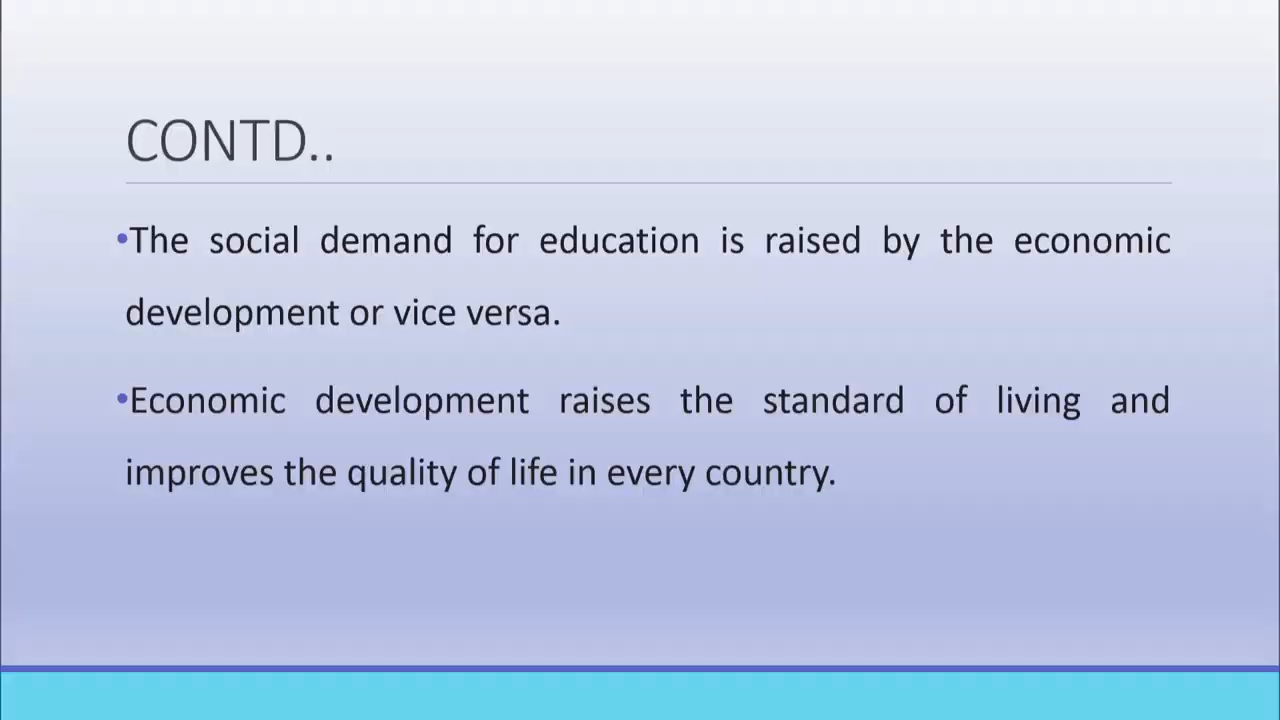 CONTD..
•The social demand for education is raised by the economic
development or vice versa.
•Economic development raises the standard of living and
improves the quality of life in every country.